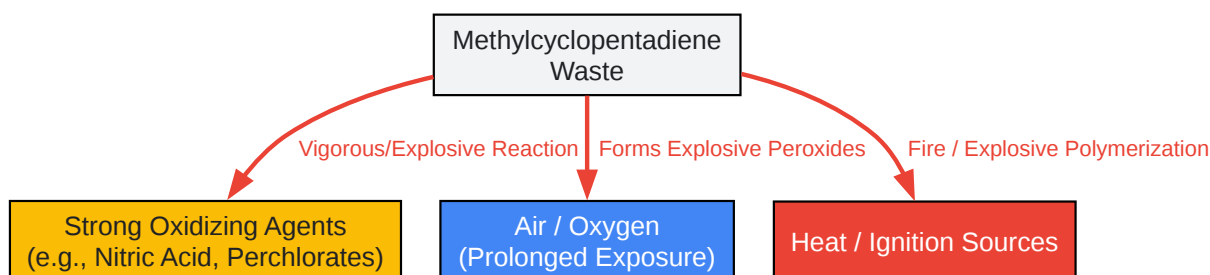 Methylcyclopentadiene
Waste
Vigorous/Explosive Reaction
Forms Explosive Peroxides
Fire / Explosive Polymerization
Strong Oxidizing Agents
(e.g., Nitric Acid, Perchlorates)
Air / Oxygen
(Prolonged Exposure)
Heat / Ignition Sources